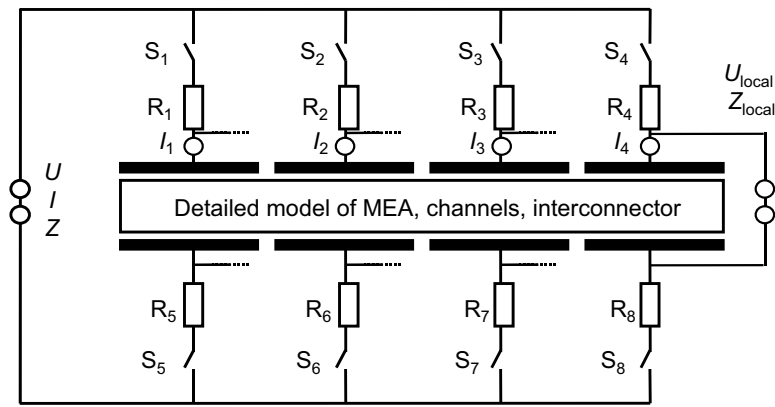 S1 S2 S3 S4
R1 R2 R3 R4
Ulocal
Zlocal
I1 I2 I3 I4
U
I
Z
Detailed model of MEA, channels, interconnector
R5 R6 R7 R8
S5 S6 S7 S8